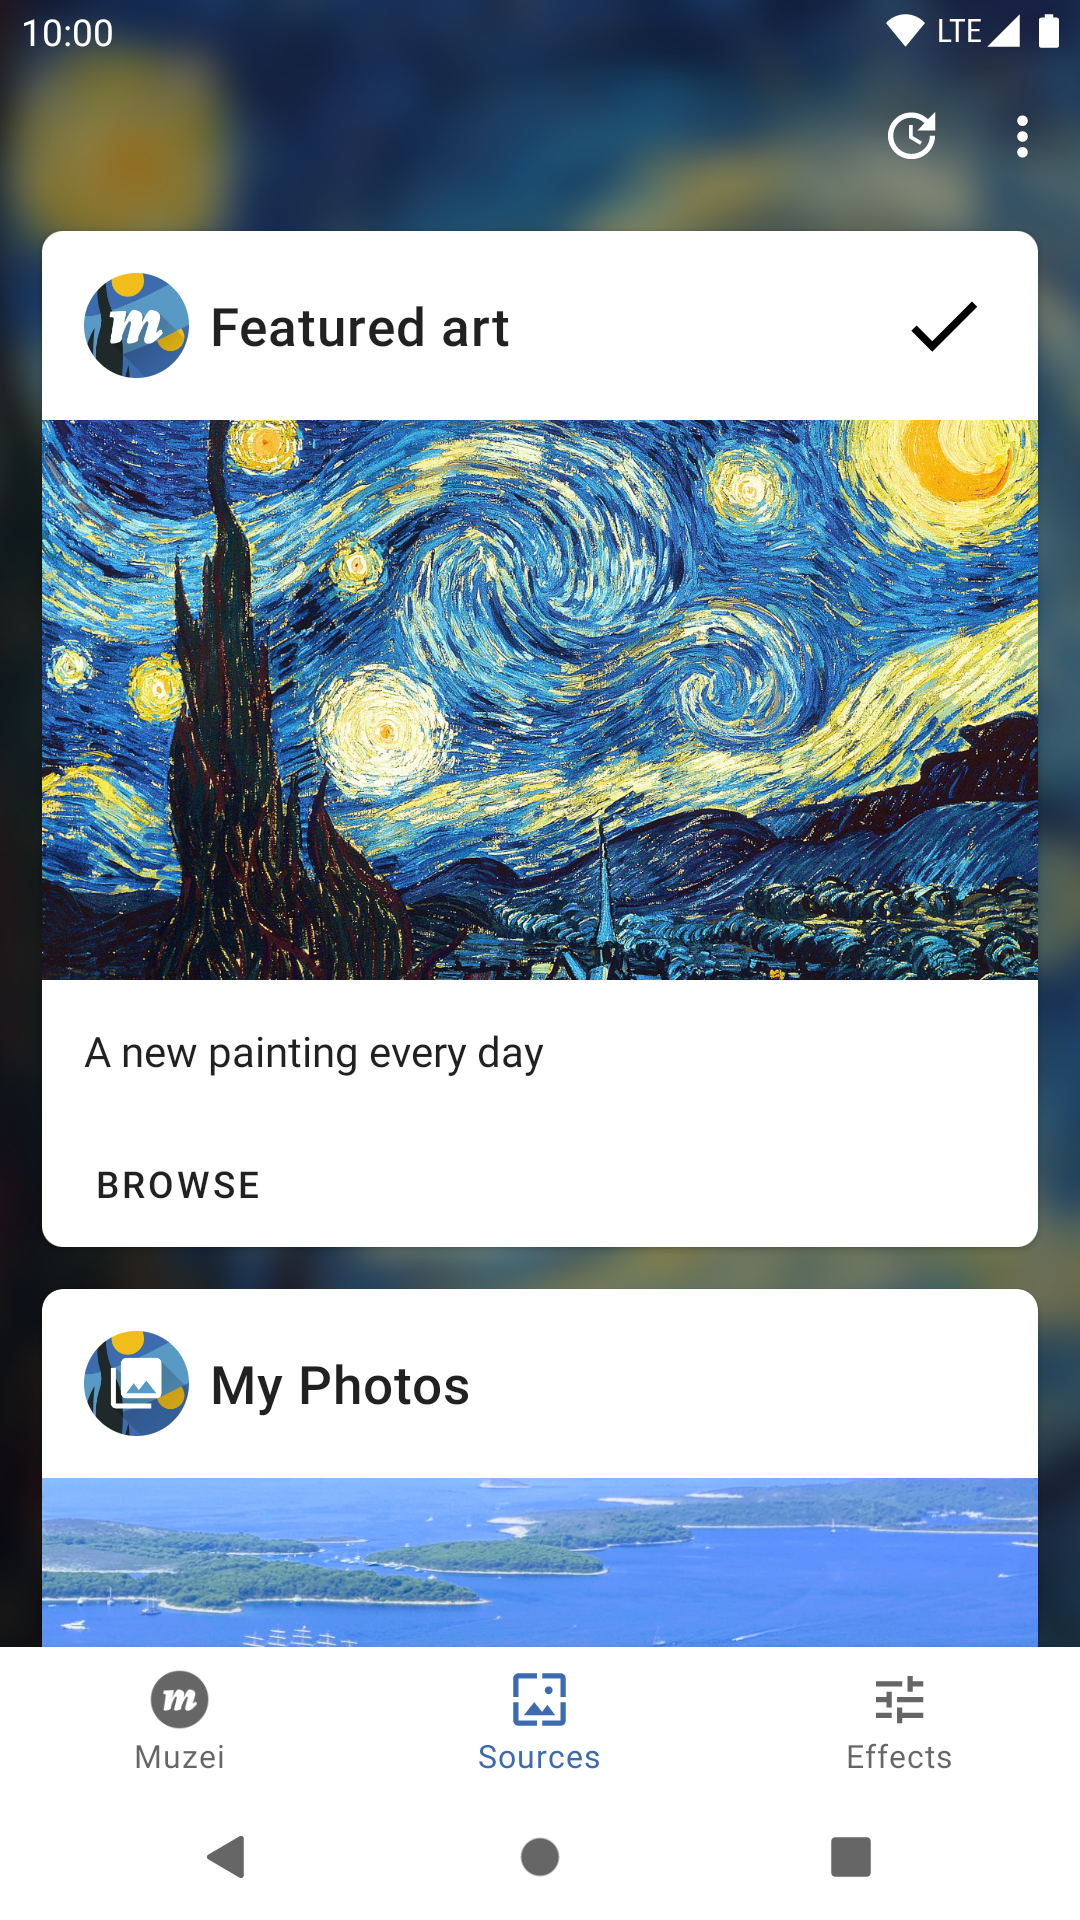 10:00 LTE
m Featured art
A new painting every day
BROWSE
My Photos
m
Muzei Sources Effects